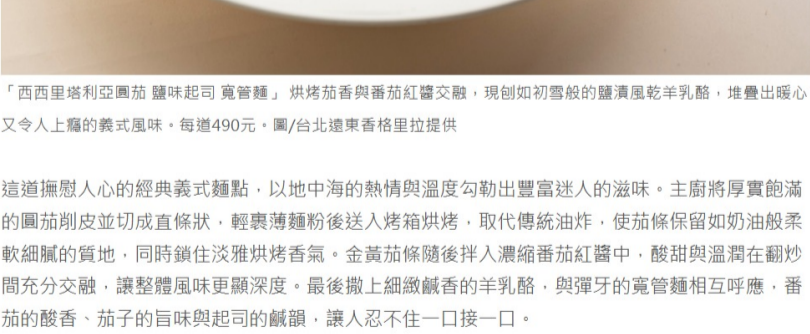 「西西里塔利亞圓茄 鹽味起司 寬管麵」 烘烤茄香與番茄紅醬交融，現刨如初雪般的鹽漬風乾羊乳酪，堆疊出暖心
又令人上癮的義式風味。每道490元。圖/台北遠東香格里拉提供
這道撫慰人心的經典義式麵點，以地中海的熱情與溫度勾勒出豐富迷人的滋味。主廚將厚實飽滿
的圓茄削皮並切成直條狀，輕裹薄麵粉後送入烤箱烘烤，取代傳統油炸，使茄條保留如奶油般柔
軟細膩的質地，同時鎖住淡雅烘烤香氣。金黃茄條隨後拌入濃縮番茄紅醬中，酸甜與溫潤在翻炒
間充分交融，讓整體風味更顯深度。最後撒上細緻鹹香的羊乳酪，與彈牙的寬管麵相互呼應，番
茄的酸香、茄子的旨味與起司的鹹韻，讓人忍不住一口接一口。